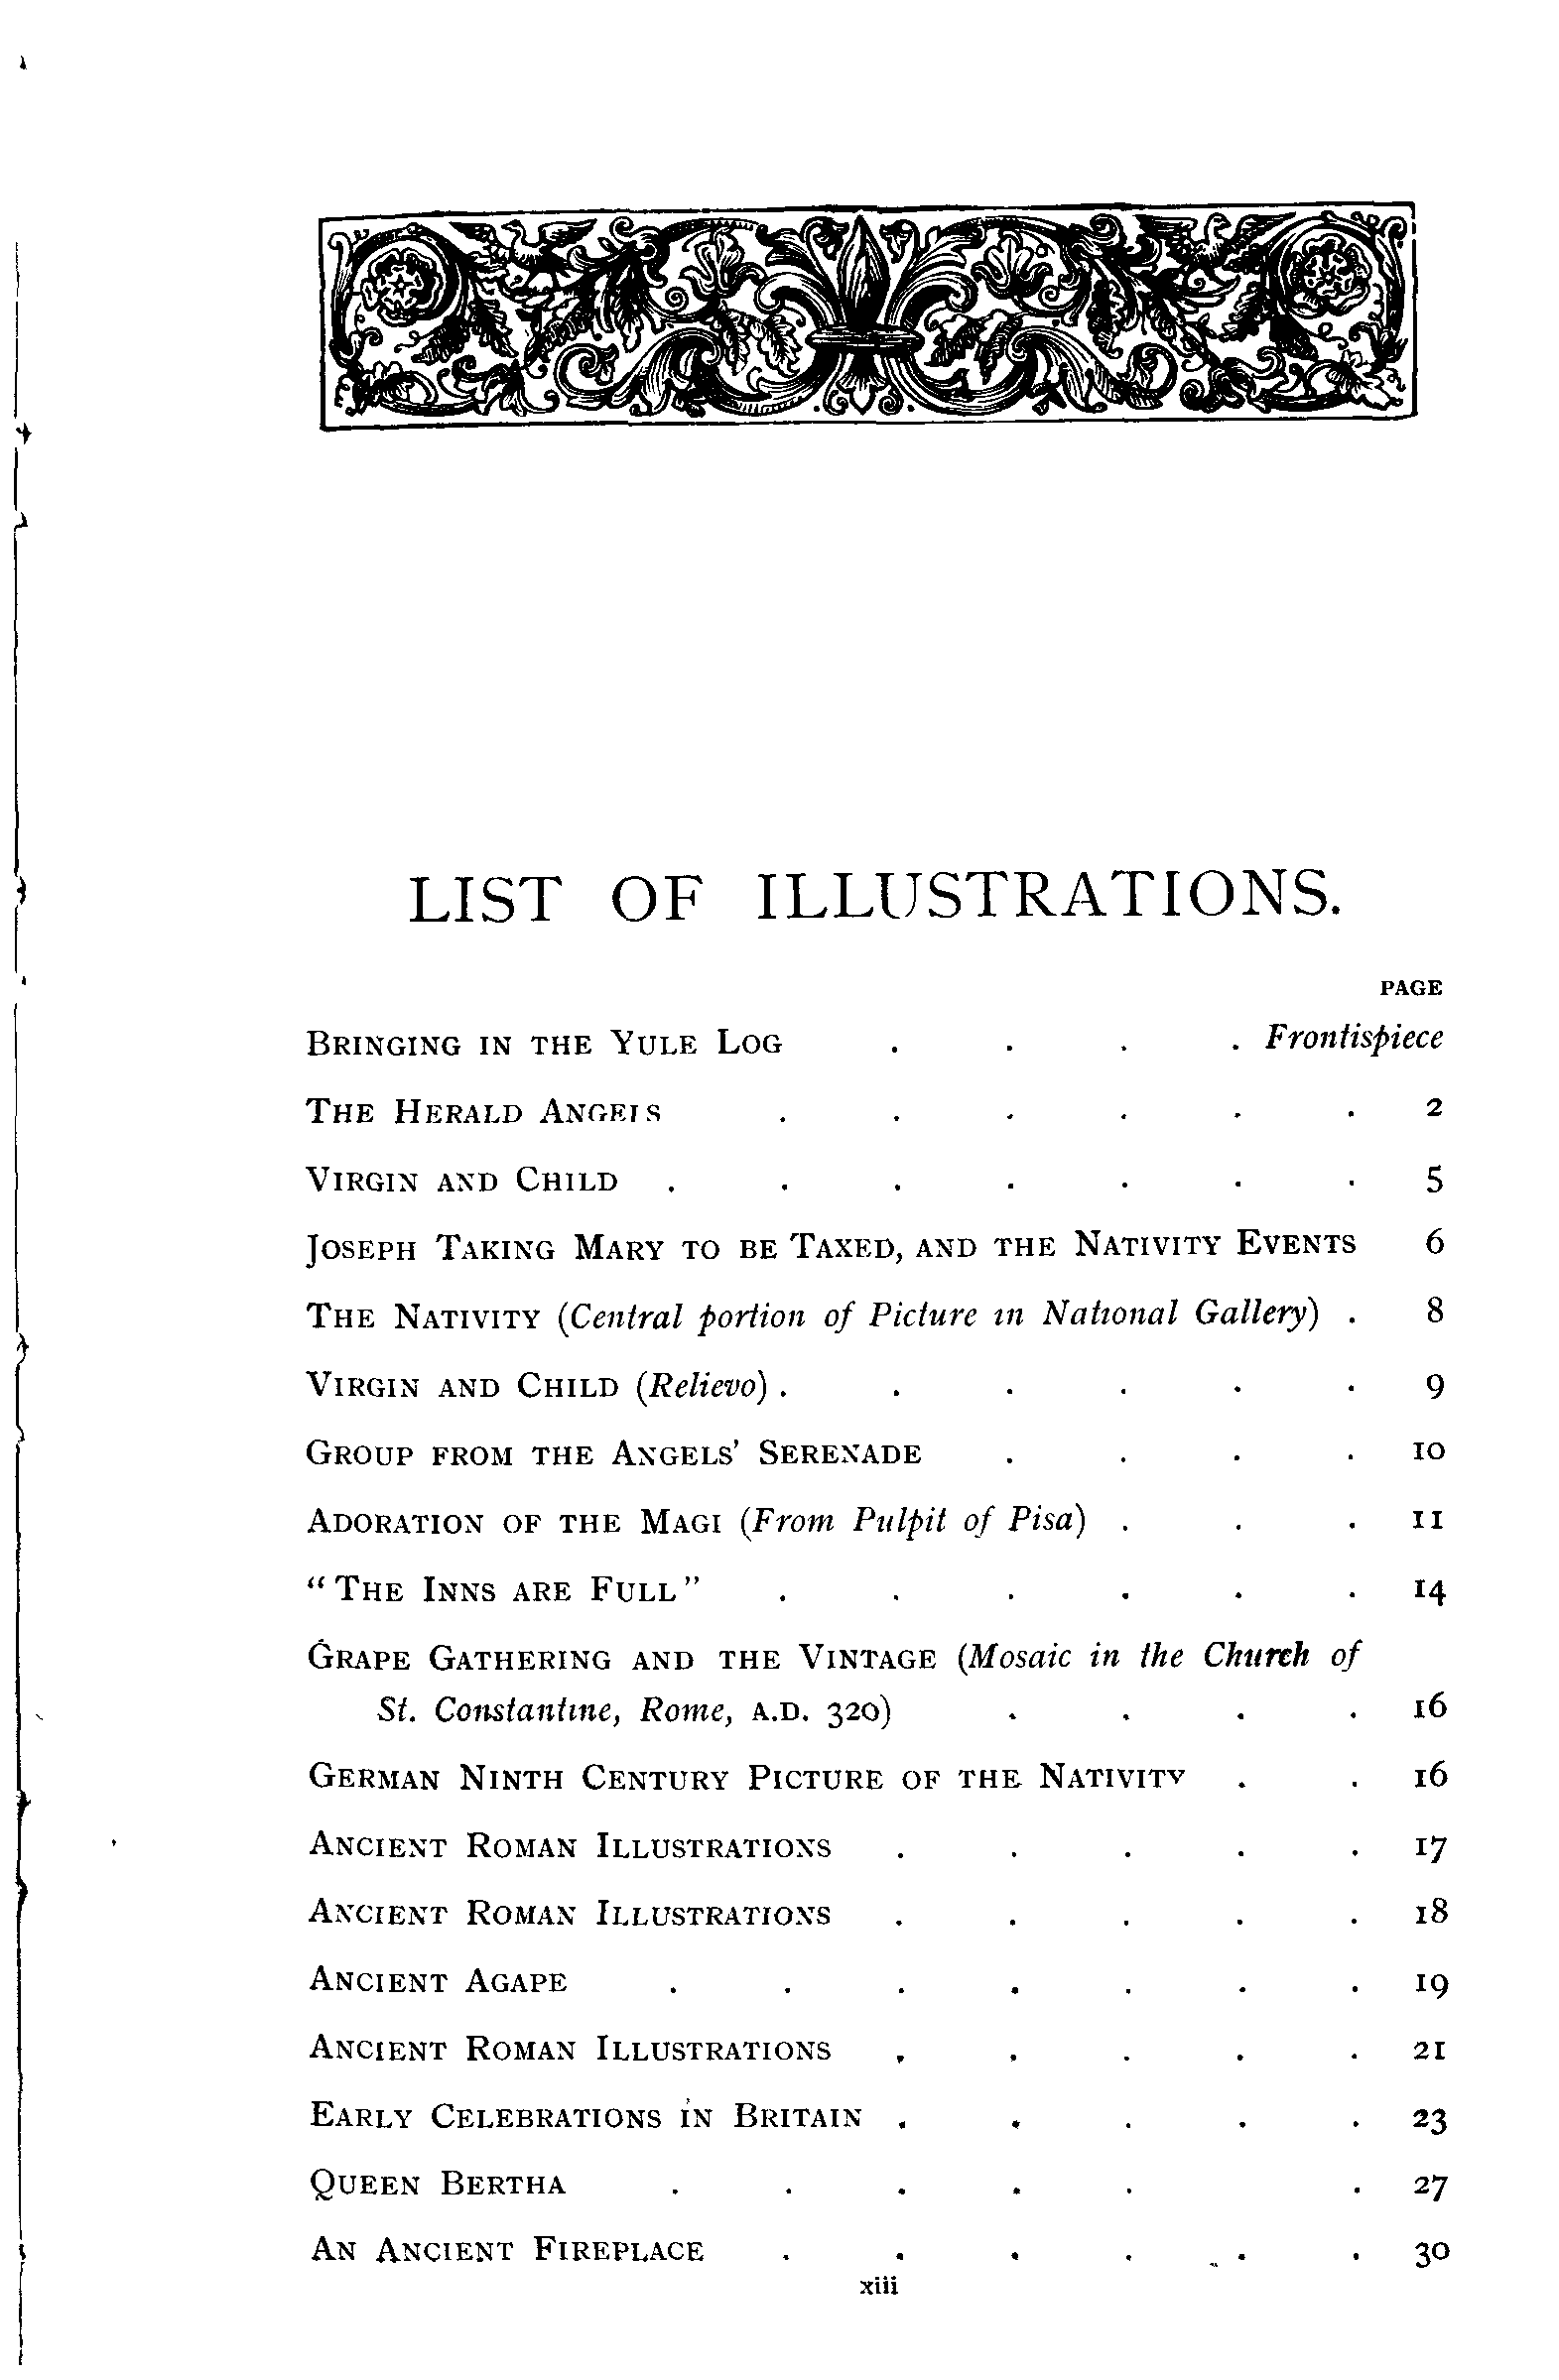 LIST OF ILLUSTRATIONS.
PAGE
BRINGING IN THE YULE LOG . . . . Frontispiece
THE HERALD ANGELS . . . . . . 2
VIRGIN AND CHILD . . . . . . . 5
JOSEPH TAKING MARY TO BE TAXED, AND THE NATIVITY EVENTS 6
THE NATIVITY (Central portion of Picture in National Gallery) . 8
VIRGIN AND CHILD (Relievo) . . . . . . 9
GROUP FROM THE ANGELS' SERENADE . . . . 10
ADORATION OF THE MAGI (From Pulpit of Pisa) . . . 11
"THE INNS ARE FULL" . . . . . . 14
GRAPE GATHERING AND THE VINTAGE (Mosaic in the Church of
St. Constantine, Rome, A.D. 320) . . . . 16
GERMAN NINTH CENTURY PICTURE OF THE NATIVITY . . 16
ANCIENT ROMAN ILLUSTRATIONS . . . . . 17
ANCIENT ROMAN ILLUSTRATIONS . . . . . 18
ANCIENT AGAPE . . . . . . . 19
ANCIENT ROMAN ILLUSTRATIONS . . . . . 21
EARLY CELEBRATIONS IN BRITAIN . . . . . 23
QUEEN BERTHA . . . . . . 27
AN ANCIENT FIREPLACE . . . . . . 30
xiii